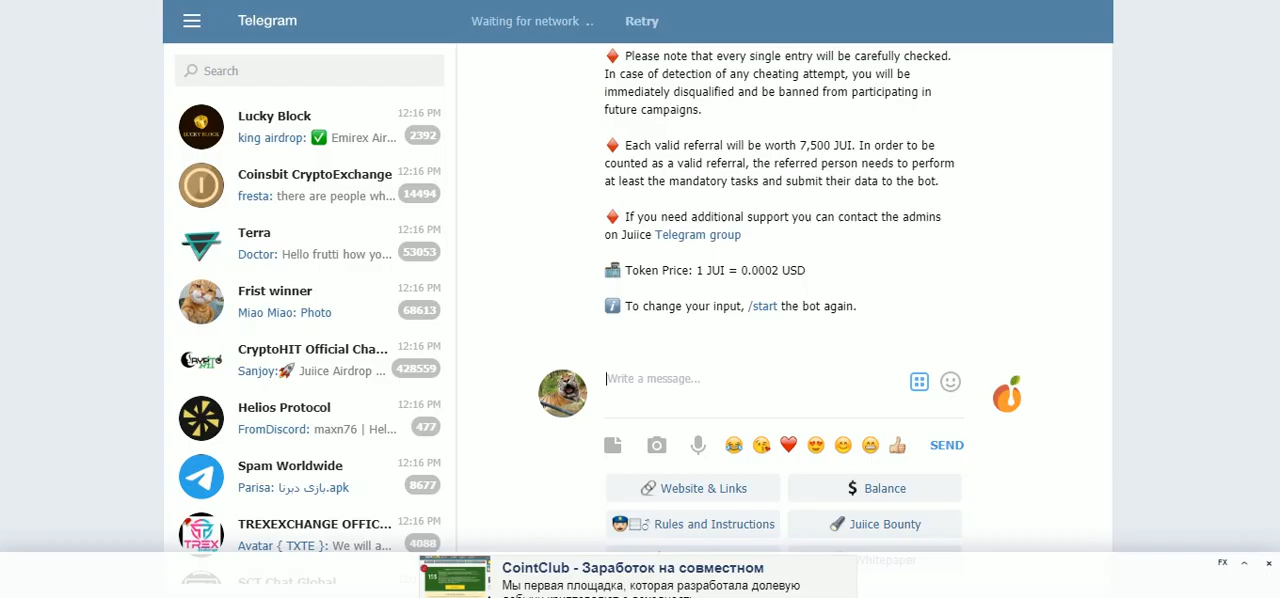 Telegram
Waiting for network ..
Retry
Search
Lucky Block 12:16 PM
king airdrop: ✅ Emirex Air... 2392
Coinsbit CryptoExchange 12:16 PM
fresta: there are people wh... 14494
Terra 12:16 PM
Doctor: Hello frutti how yo... 53053
Frist winner 12:16 PM
Miao Miao: Photo 68613
CryptoHIT Official Cha... 12:16 PM
Sanjoy:🚀 Juiice Airdrop ... 428559
Helios Protocol 12:16 PM
FromDiscord: maxn76 | Hel... 477
Spam Worldwide 12:16 PM
Parisa: بازی دبرنا.apk 8677
TREXEXCHANGE OFFIC... 12:16 PM
Avatar { TXTE }: We will a... 4088
SCT Chat Global
♦️ Please note that every single entry will be carefully checked.
In case of detection of any cheating attempt, you will be
immediately disqualified and be banned from participating in
future campaigns.
♦️ Each valid referral will be worth 7,500 JUI. In order to be
counted as a valid referral, the referred person needs to perform
at least the mandatory tasks and submit their data to the bot.
♦️ If you need additional support you can contact the admins
on Juiice Telegram group
Token Price: 1 JUI = 0.0002 USD
ℹ️ To change your input, /start the bot again.
Write a message...
SEND
Website & Links
$ Balance
Rules and Instructions
Juiice Bounty
Whitepaper
CointClub - Заработок на совместном
Мы первая площадка, которая разработала долевую
FX